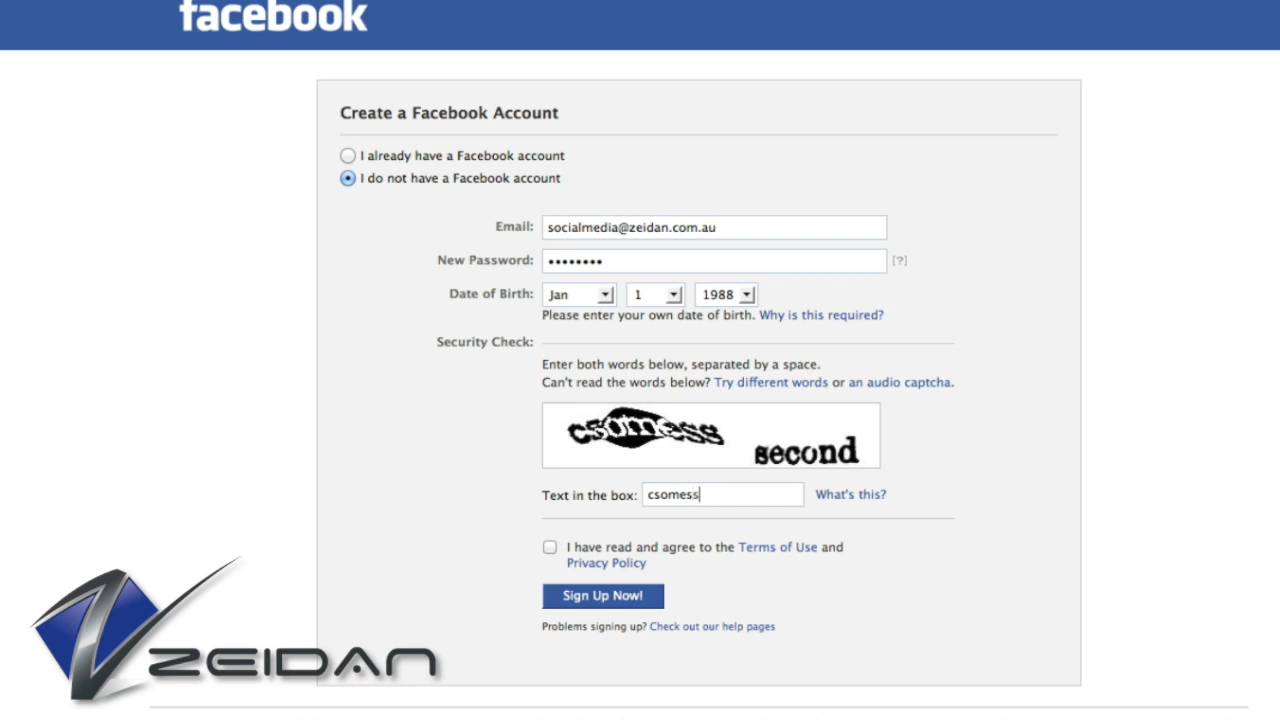 facebook
Create a Facebook Account
I already have a Facebook account
I do not have a Facebook account
Email: socialmedia@zeidan.com.au
New Password: •••••••• [?]
Date of Birth: Jan 1 1988
Please enter your own date of birth. Why is this required?
Security Check:
Enter both words below, separated by a space.
Can't read the words below? Try different words or an audio captcha.
csomess second
Text in the box: csomess What's this?
I have read and agree to the Terms of Use and
Privacy Policy
Sign Up Now!
Problems signing up? Check out our help pages
ZEIDAN